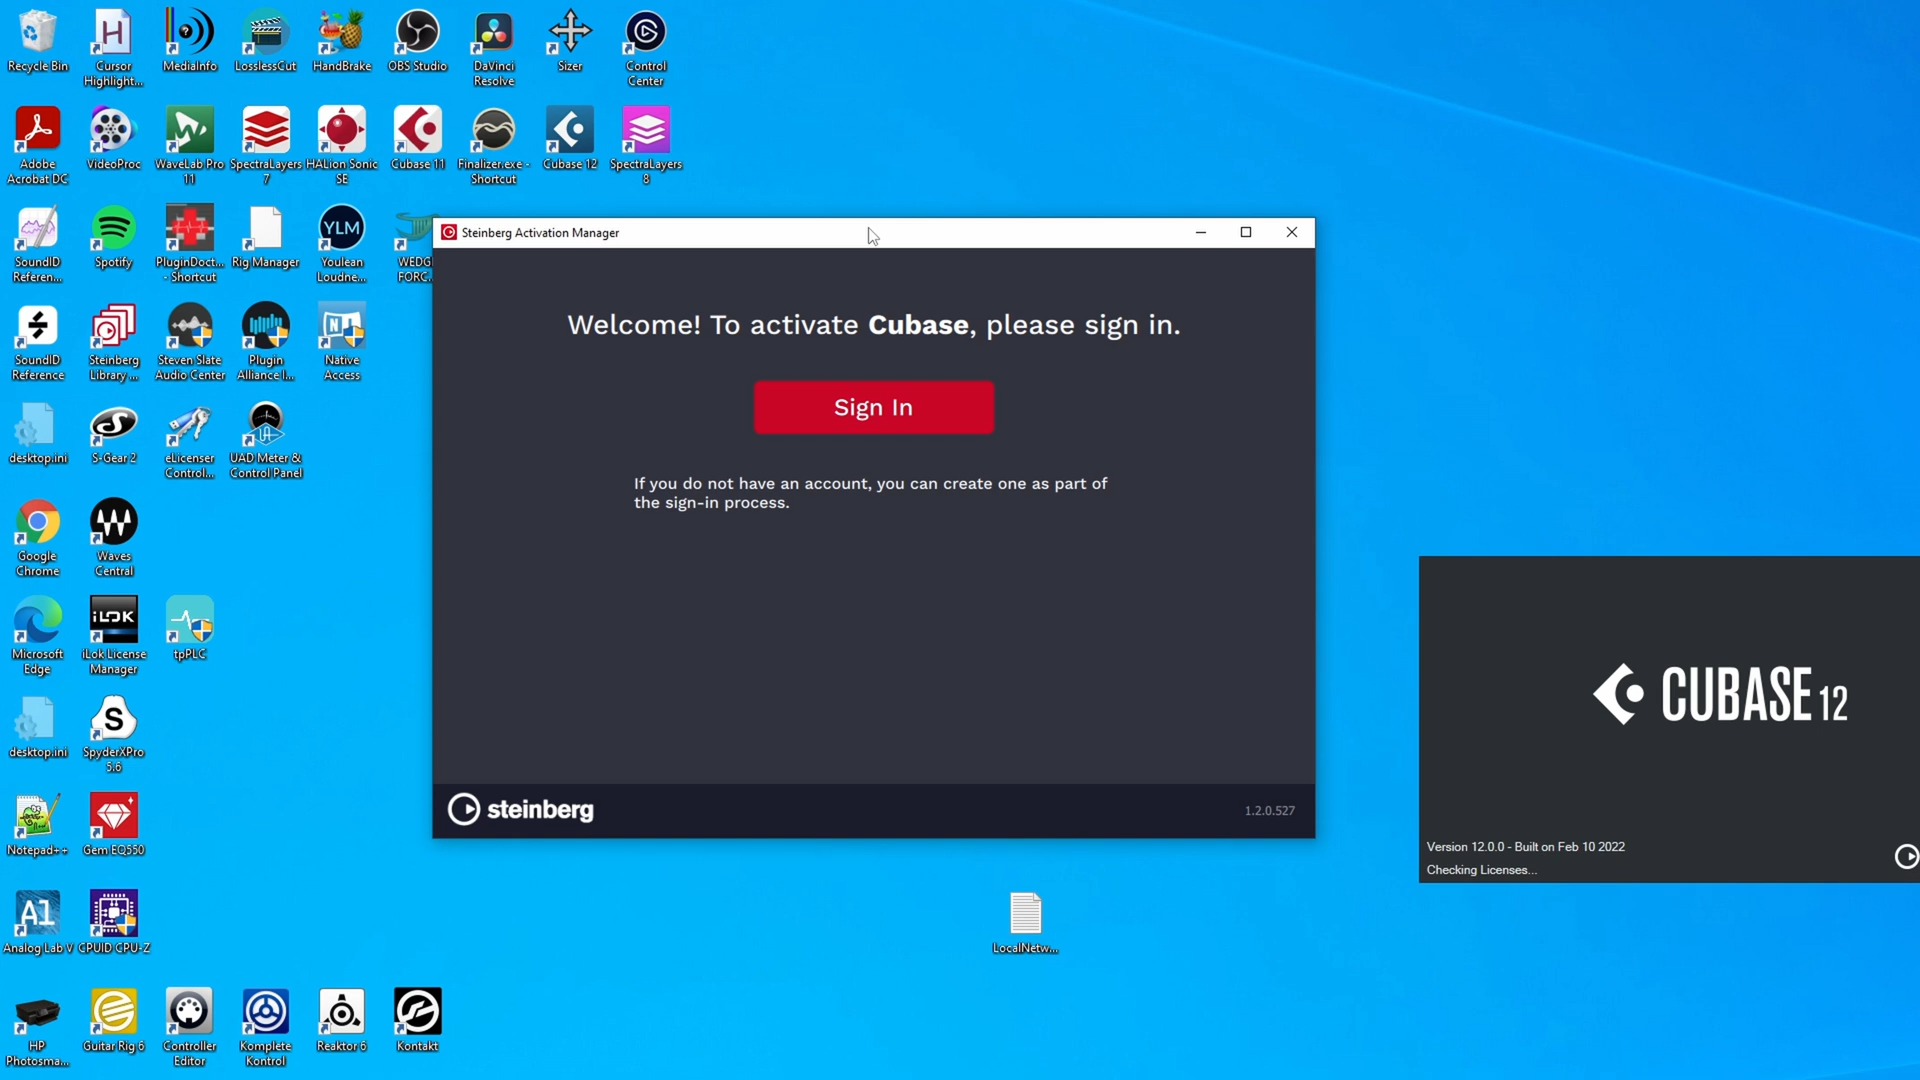 Recycle Bin
Cursor
Highlight...
MediaInfo
LosslessCut
HandBrake
OBS Studio
DaVinci
Resolve
Sizer
Control
Center
Adobe
Acrobat DC
VideoProc
WaveLab Pro
11
SpectraLayers
7
HALion Sonic
SE
Cubase 11
Finalizer.exe -
Shortcut
Cubase 12
SpectraLayers
8
SoundID
Referen...
Spotify
PluginDoct...
- Shortcut
Rig Manager
YLM
Youlean
Loudne...
WEDG
FORC...
SoundID
Reference
Steinberg
Library ...
Steven Slate
Audio Center
Plugin
Alliance I...
Native
Access
desktop.ini
S-Gear 2
eLicenser
Control...
UAD Meter &
Control Panel
Google
Chrome
Waves
Central
Microsoft
Edge
iLOK
iLok License
Manager
tpPLC
desktop.ini
SpyderXPro
5.6
Notepad++
Gem EQ550
Analog Lab V
CPUID CPU-Z
HP
Photosma...
Guitar Rig 6
Controller
Editor
Komplete
Kontrol
Reaktor 6
Kontakt
Steinberg Activation Manager
Welcome! To activate Cubase, please sign in.
Sign In
If you do not have an account, you can create one as part of
the sign-in process.
steinberg
1.2.0.527
LocalNetw...
CUBASE 12
Version 12.0.0 - Built on Feb 10 2022
Checking Licenses...